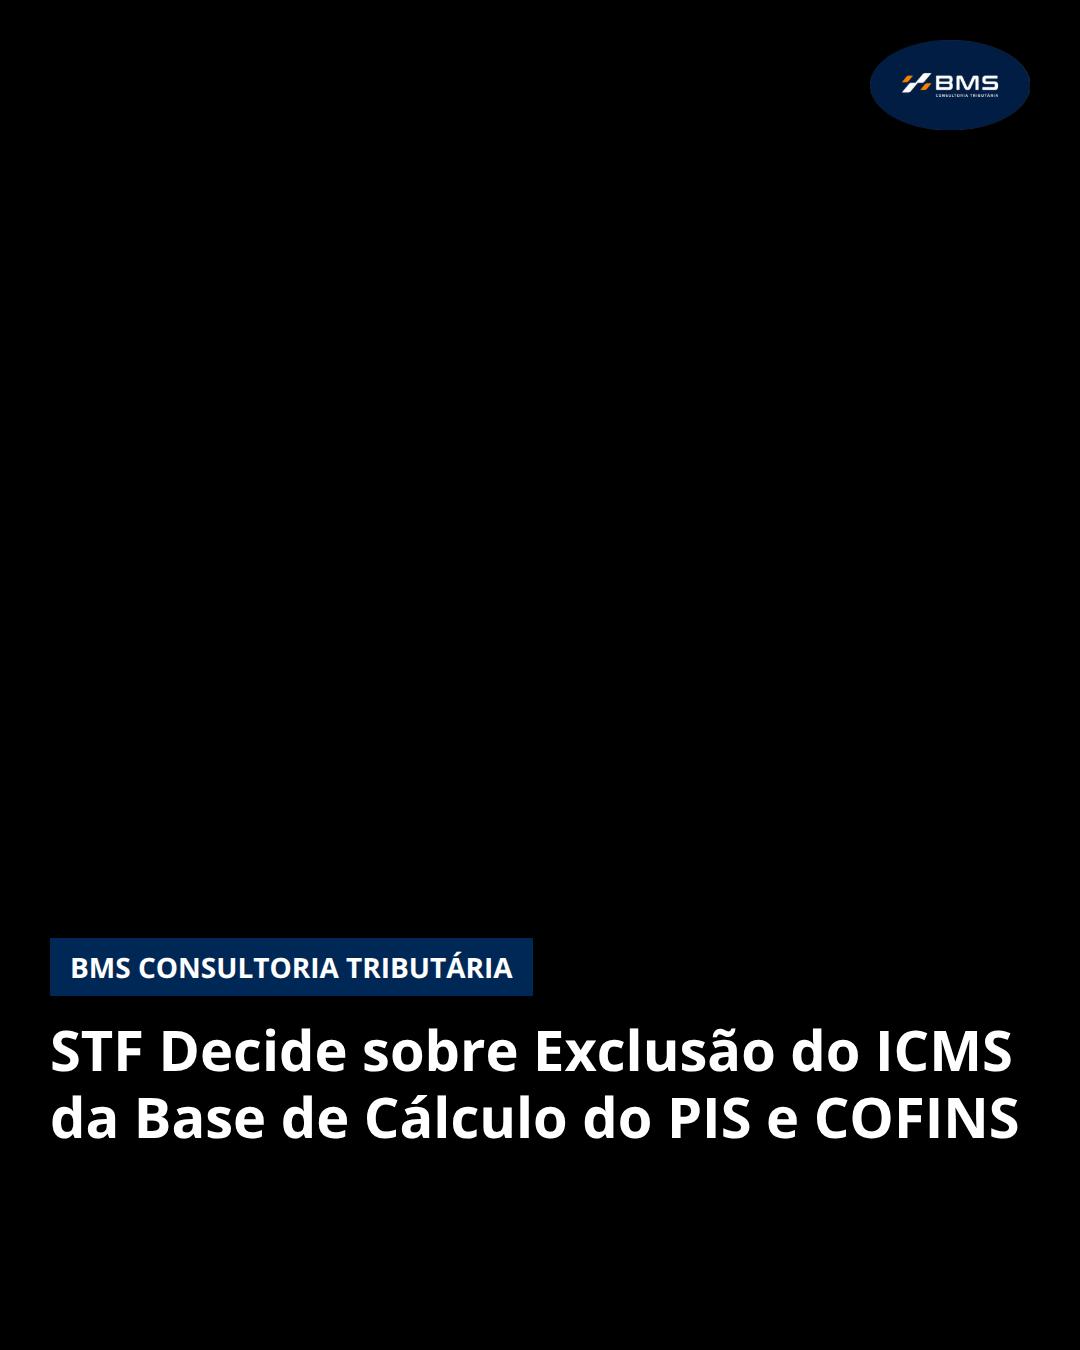 BMS
CONSULTORIA TRIBUTÁRIA
BMS CONSULTORIA TRIBUTÁRIA
STF Decide sobre Exclusão do ICMS
da Base de Cálculo do PIS e COFINS